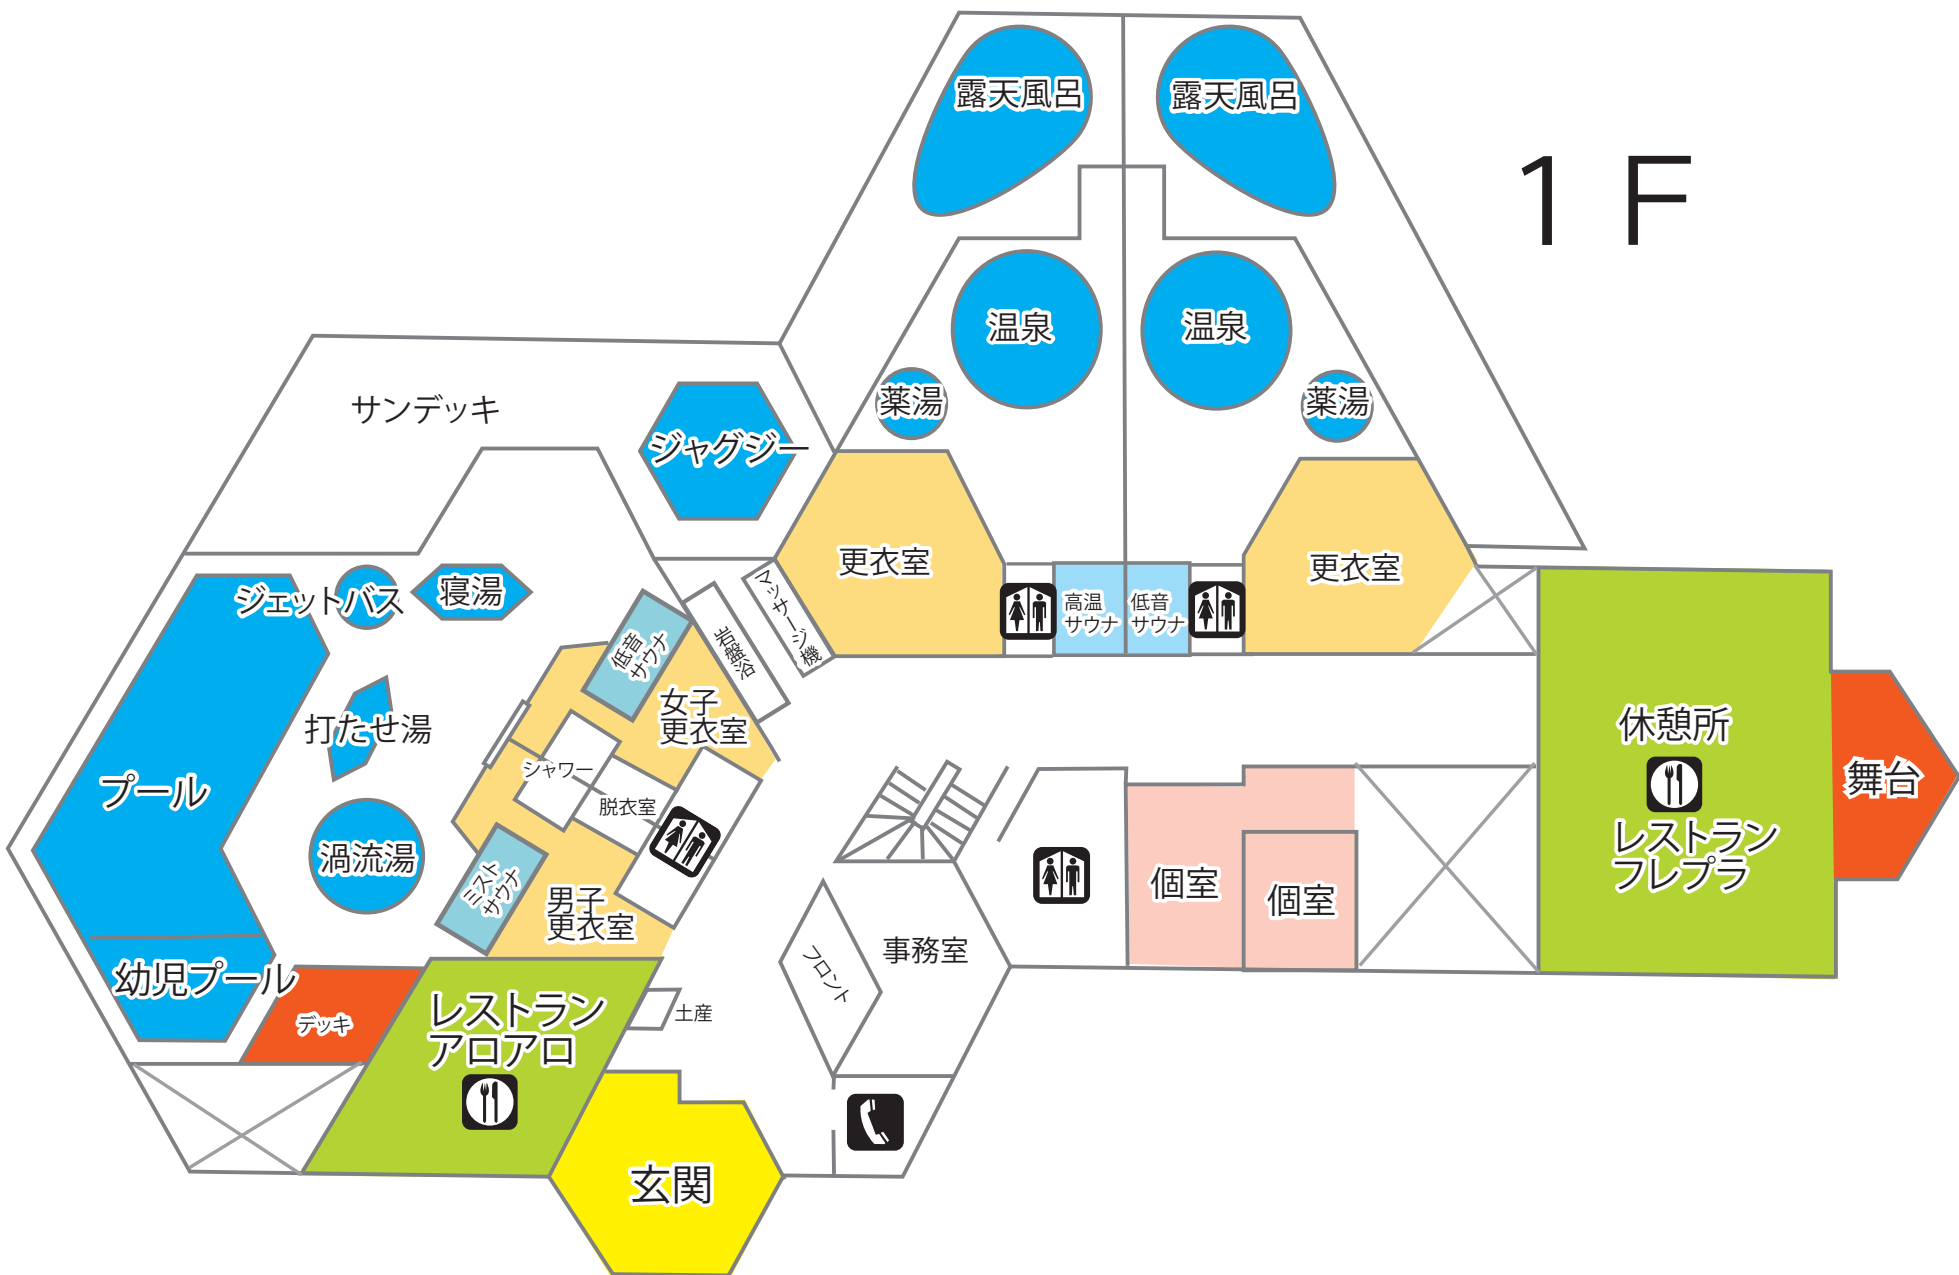 露天風呂
露天風呂
1F
温泉
温泉
薬湯
薬湯
サンデッキ
ジャグジー
更衣室
更衣室
高温
サウナ
低音
サウナ
マッサージ機
岩盤浴
ジェットバス
寝湯
低音
サウナ
女子
更衣室
打たせ湯
シャワー
脱衣室
プール
渦流湯
ミスト
サウナ
男子
更衣室
幼児プール
デッキ
レストラン
アロアロ
土産
フロント
事務室
個室
個室
休憩所
レストラン
フレプラ
舞台
玄関